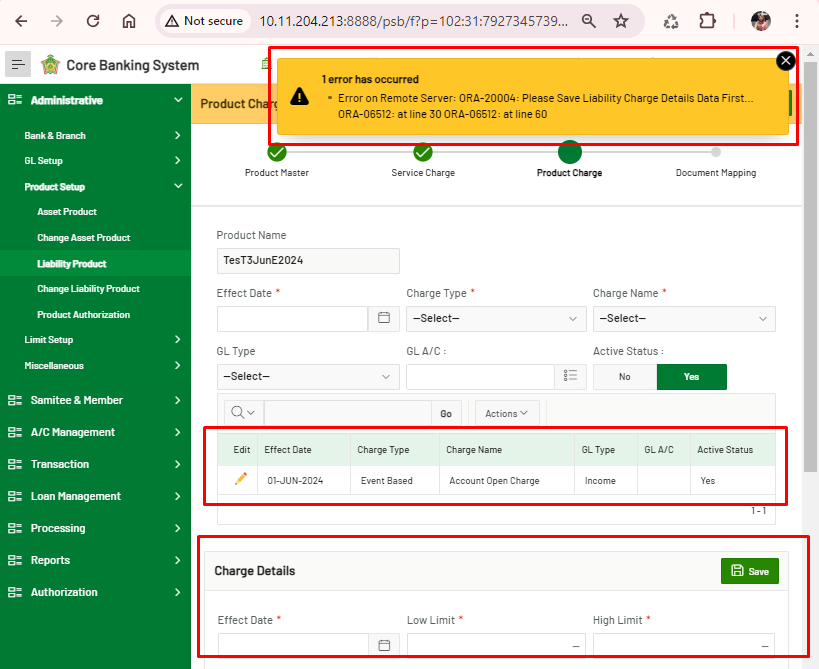 Not secure
10.11.204.213:8888/psb/f?p=102:31:7927345739...
Core Banking System
1 error has occurred
Error on Remote Server: ORA-20004: Please Save Liability Charge Details Data First...
ORA-06512: at line 30 ORA-06512: at line 60
Administrative
Bank & Branch
GL Setup
Product Setup
Asset Product
Change Asset Product
Liability Product
Change Liability Product
Product Authorization
Limit Setup
Miscellaneous
Samitee & Member
A/C Management
Transaction
Loan Management
Processing
Reports
Authorization
Product Charg
Product Master
Service Charge
Product Charge
Document Mapping
Product Name
TesT3JunE2024
Effect Date *
Charge Type *
Charge Name *
--Select--
--Select--
GL Type
GL A/C :
Active Status :
--Select--
No
Yes
Go
Actions
Edit
Effect Date
Charge Type
Charge Name
GL Type
GL A/C
Active Status
01-JUN-2024
Event Based
Account Open Charge
Income
Yes
1 - 1
Charge Details
Save
Effect Date *
Low Limit *
High Limit *